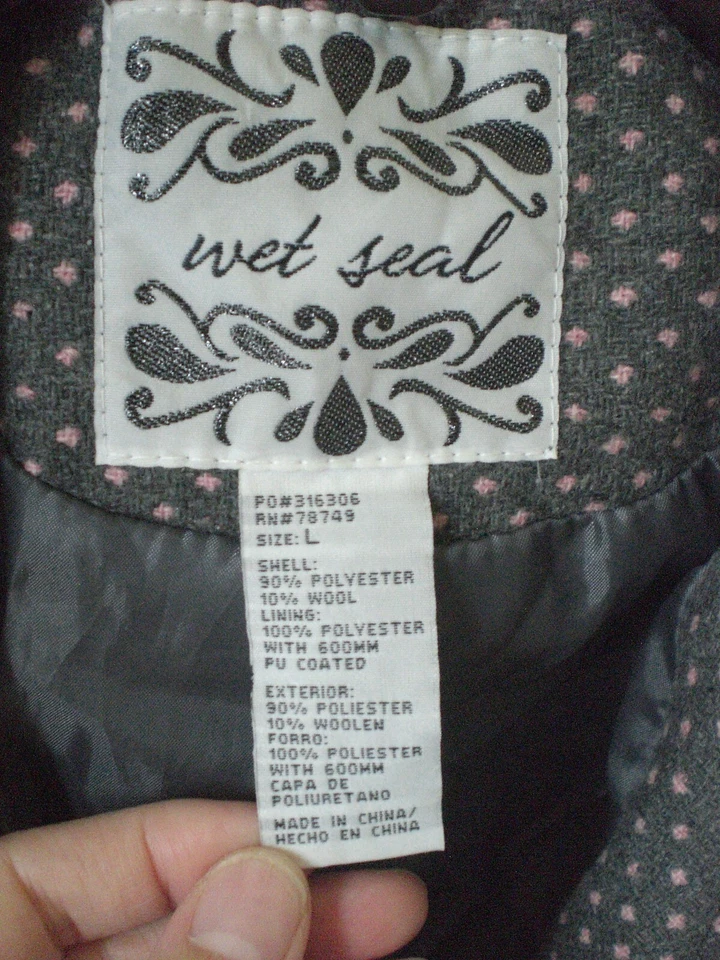 wet seal
PO#316306
RN#78749
SIZE: L
SHELL:
90% POLYESTER
10% WOOL
LINING:
100% POLYESTER
WITH 600MM
PU COATED
EXTERIOR:
90% POLIESTER
10% WOOLEN
FORRO:
100% POLIESTER
WITH 600MM
CAPA DE
POLIURETANO
MADE IN CHINA/
HECHO EN CHINA